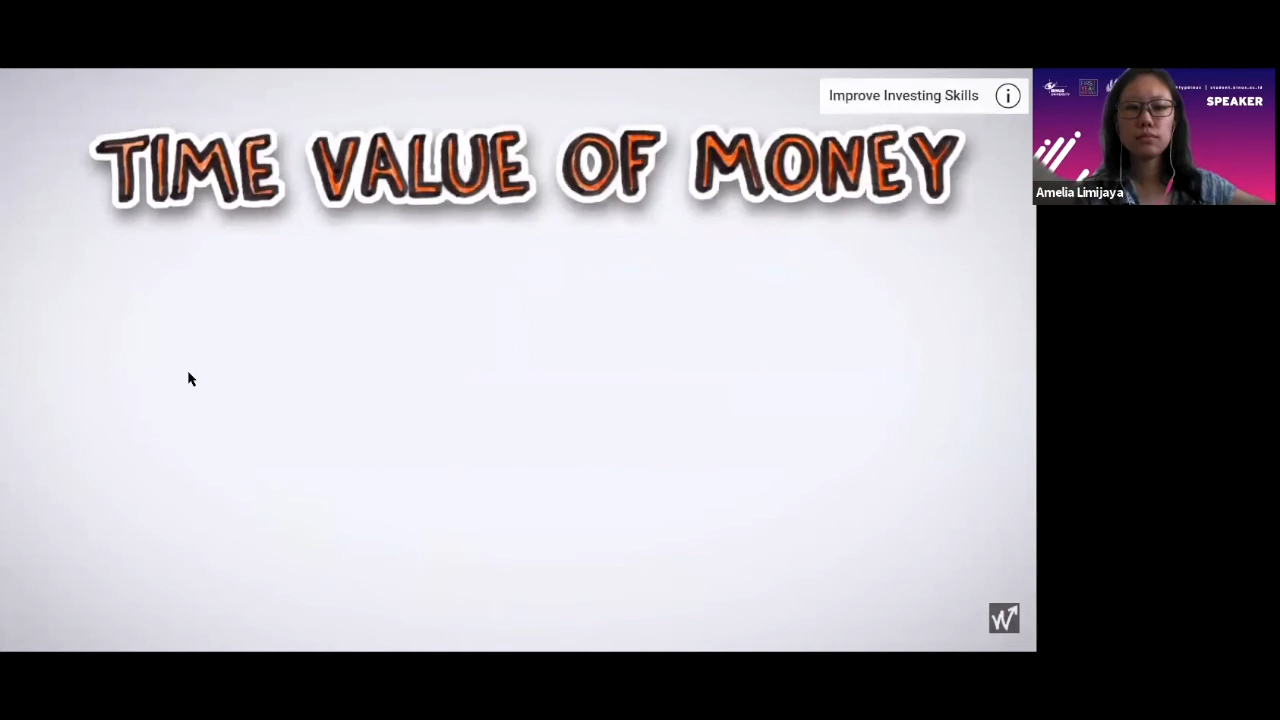 Improve Investing Skills
TIME VALUE OF MONEY
SPEAKER
Amelia Limijaya
W